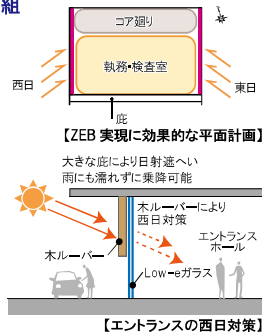 組
コア廻り
執務・検査室
西日
東日
庇
【ZEB 実現に効果的な平面計画】
大きな庇により日射遮へい
雨にも濡れずに乗降可能
木ルーバーにより
西日対策
エントランス
ホール
木ルーバー
Low-eガラス
【エントランスの西日対策】